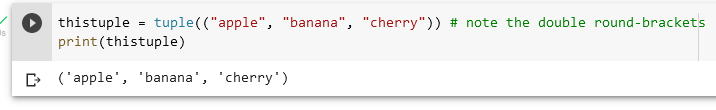 thistuple = tuple(("apple", "banana", "cherry")) # note the double round-brackets
print(thistuple)
('apple', 'banana', 'cherry')